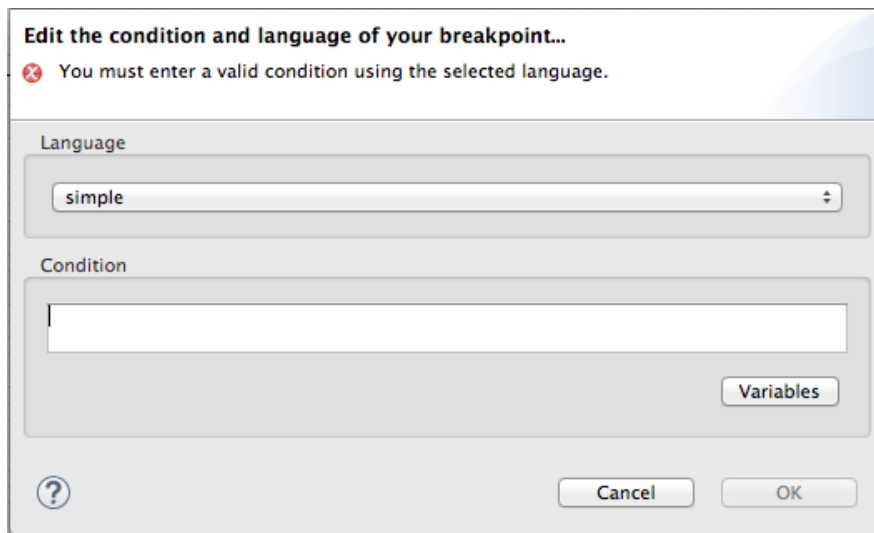 Edit the condition and language of your breakpoint...
You must enter a valid condition using the selected language.
Language
simple
Condition
Variables
?
Cancel
OK